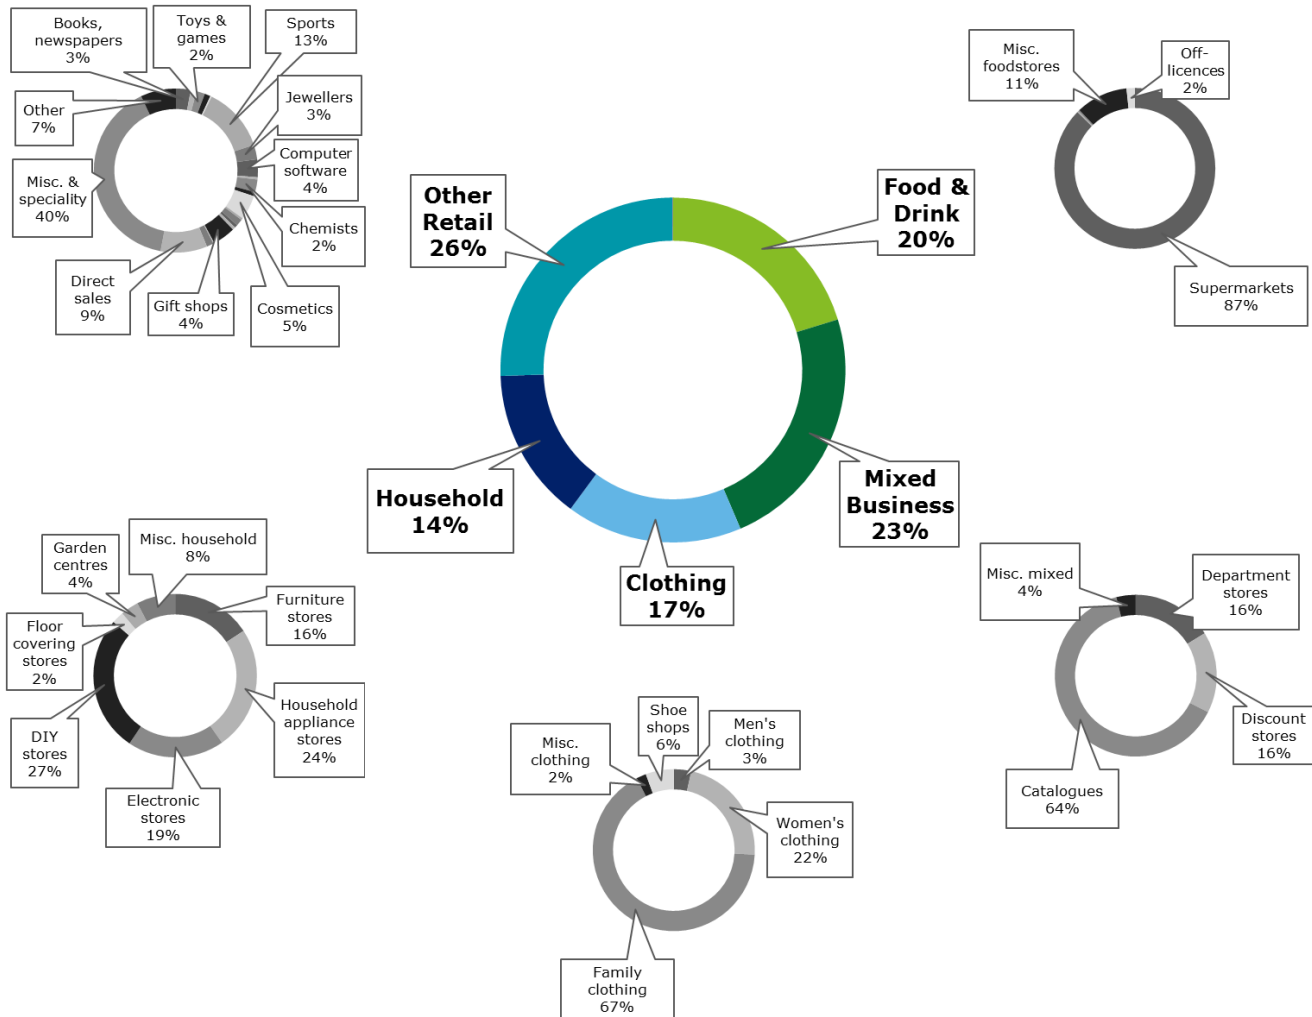 Books,
newspapers
3%
Toys &
games
2%
Sports
13%
Other
7%
Jewellers
3%
Misc. &
speciality
40%
Computer
software
4%
Chemists
2%
Direct
sales
9%
Gift shops
4%
Cosmetics
5%
Other
Retail
26%
Food &
Drink
20%
Household
14%
Mixed
Business
23%
Clothing
17%
Misc.
foodstores
11%
Off-
licences
2%
Supermarkets
87%
Garden
centres
4%
Misc. household
8%
Floor
covering
stores
2%
Furniture
stores
16%
DIY
stores
27%
Household
appliance
stores
24%
Electronic
stores
19%
Misc.
clothing
2%
Shoe
shops
6%
Men's
clothing
3%
Women's
clothing
22%
Family
clothing
67%
Misc. mixed
4%
Department
stores
16%
Discount
stores
16%
Catalogues
64%